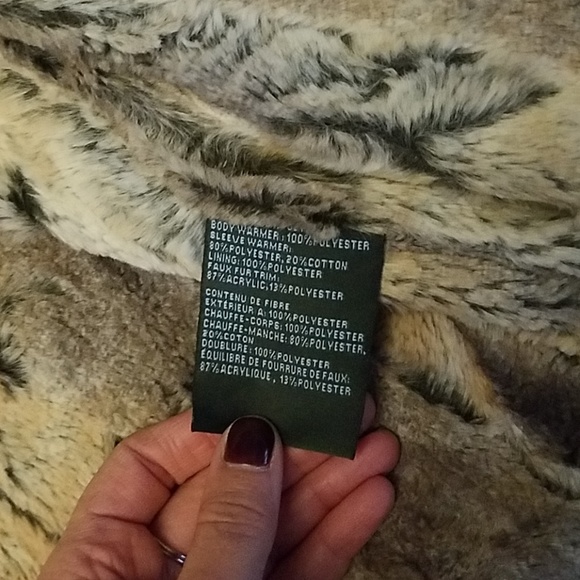 BODY WARMER: 100%POLYESTER
SLEEVE WARMER:
80%POLYESTER, 20%COTTON
LINING:100%POLYESTER
FAUX FUR TRIM:
87%ACRYLIC,13%POLYESTER
CONTENU DE FIBRE
EXTÉRIEUR A: 100%POLYESTER
CHAUFFE-CORPS: 100%POLYESTER
CHAUFFE-MANCHE: 80%POLYESTER,
20%COTTON
DOUBLURE: 100%POLYESTER
ÉQUILIBRE DE FOURRURE DE FAUX:
87%ACRYLIQUE, 13%POLYESTER